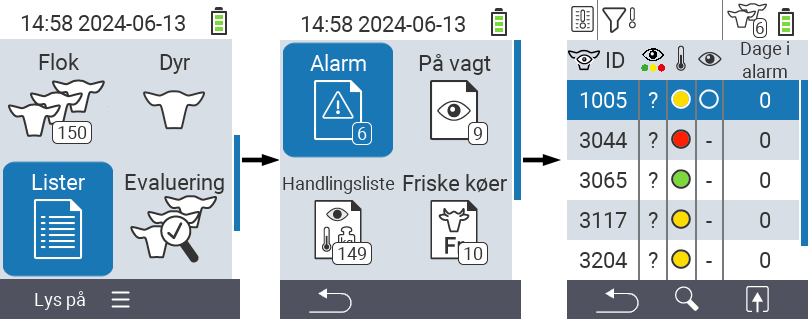 14:58 2024-06-13
Flok
Dyr
150
Lister
Evaluering
Lys på
14:58 2024-06-13
Alarm
På vagt
6
9
Handlingsliste
Friske køer
149
Fr
10
6
ID
Dage i
alarm
1005 ? 0
3044 ? - 0
3065 ? - 0
3117 ? - 0
3204 ? - 0